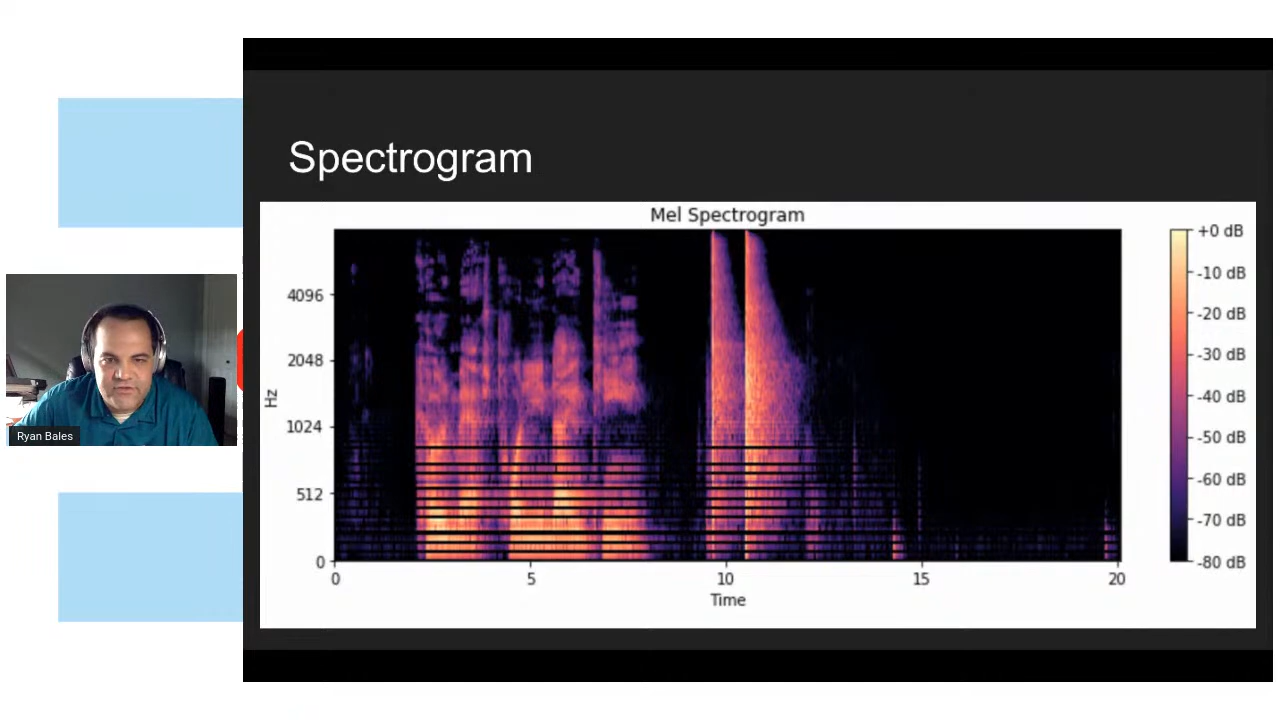 Spectrogram
Mel Spectrogram
+0 dB
-10 dB
-20 dB
-30 dB
-40 dB
-50 dB
-60 dB
-70 dB
-80 dB
4096
2048
1024
512
0
Hz
0 5 10 15 20
Time
Ryan Bales